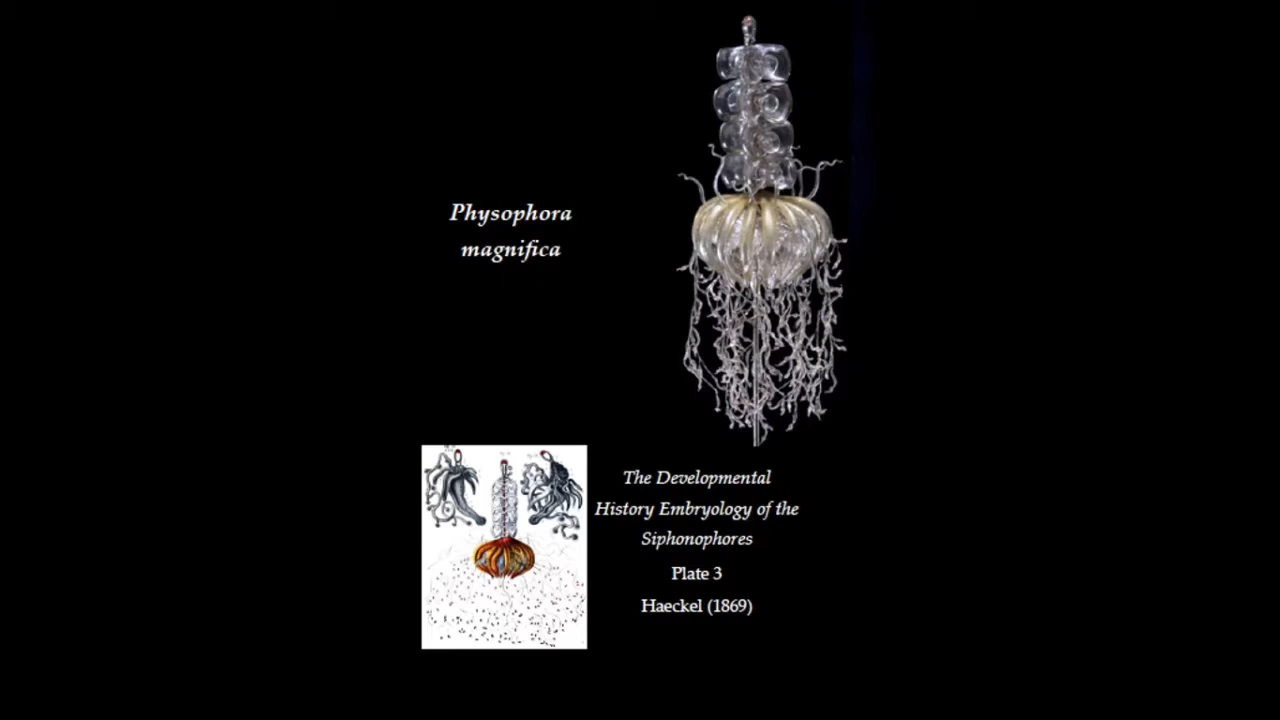 Physophora
magnifica
The Developmental
History Embryology of the
Siphonophores
Plate 3
Haeckel (1869)